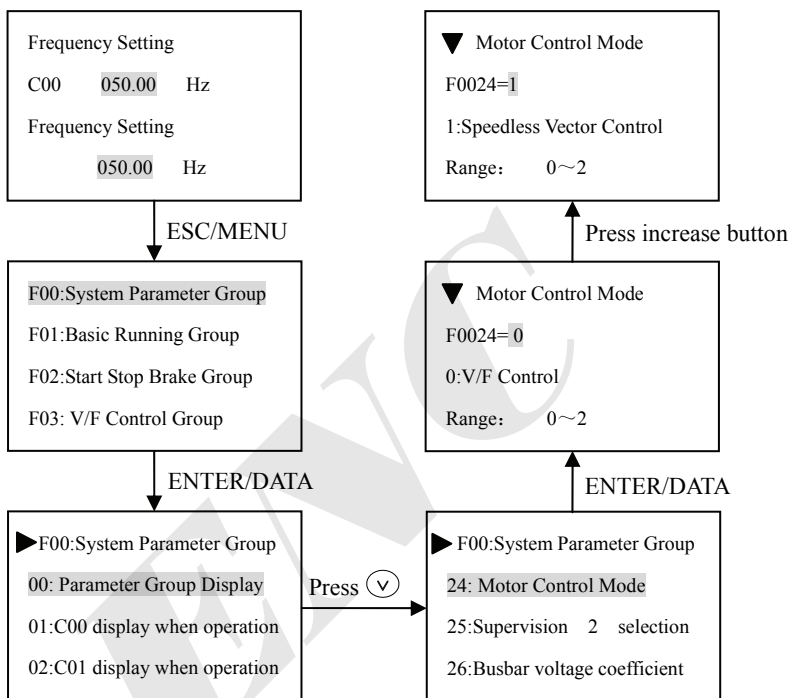 Frequency Setting
C00 050.00 Hz
Frequency Setting
050.00 Hz
ESC/MENU
F00:System Parameter Group
F01:Basic Running Group
F02:Start Stop Brake Group
F03: V/F Control Group
ENTER/DATA
▶F00:System Parameter Group
00: Parameter Group Display
01:C00 display when operation
02:C01 display when operation
Press
▶ F00:System Parameter Group
24: Motor Control Mode
25:Supervision 2 selection
26:Busbar voltage coefficient
ENTER/DATA
▼ Motor Control Mode
F0024= 0
0:V/F Control
Range： 0～2
Press increase button
▼ Motor Control Mode
F0024=1
1:Speedless Vector Control
Range： 0～2
ENC